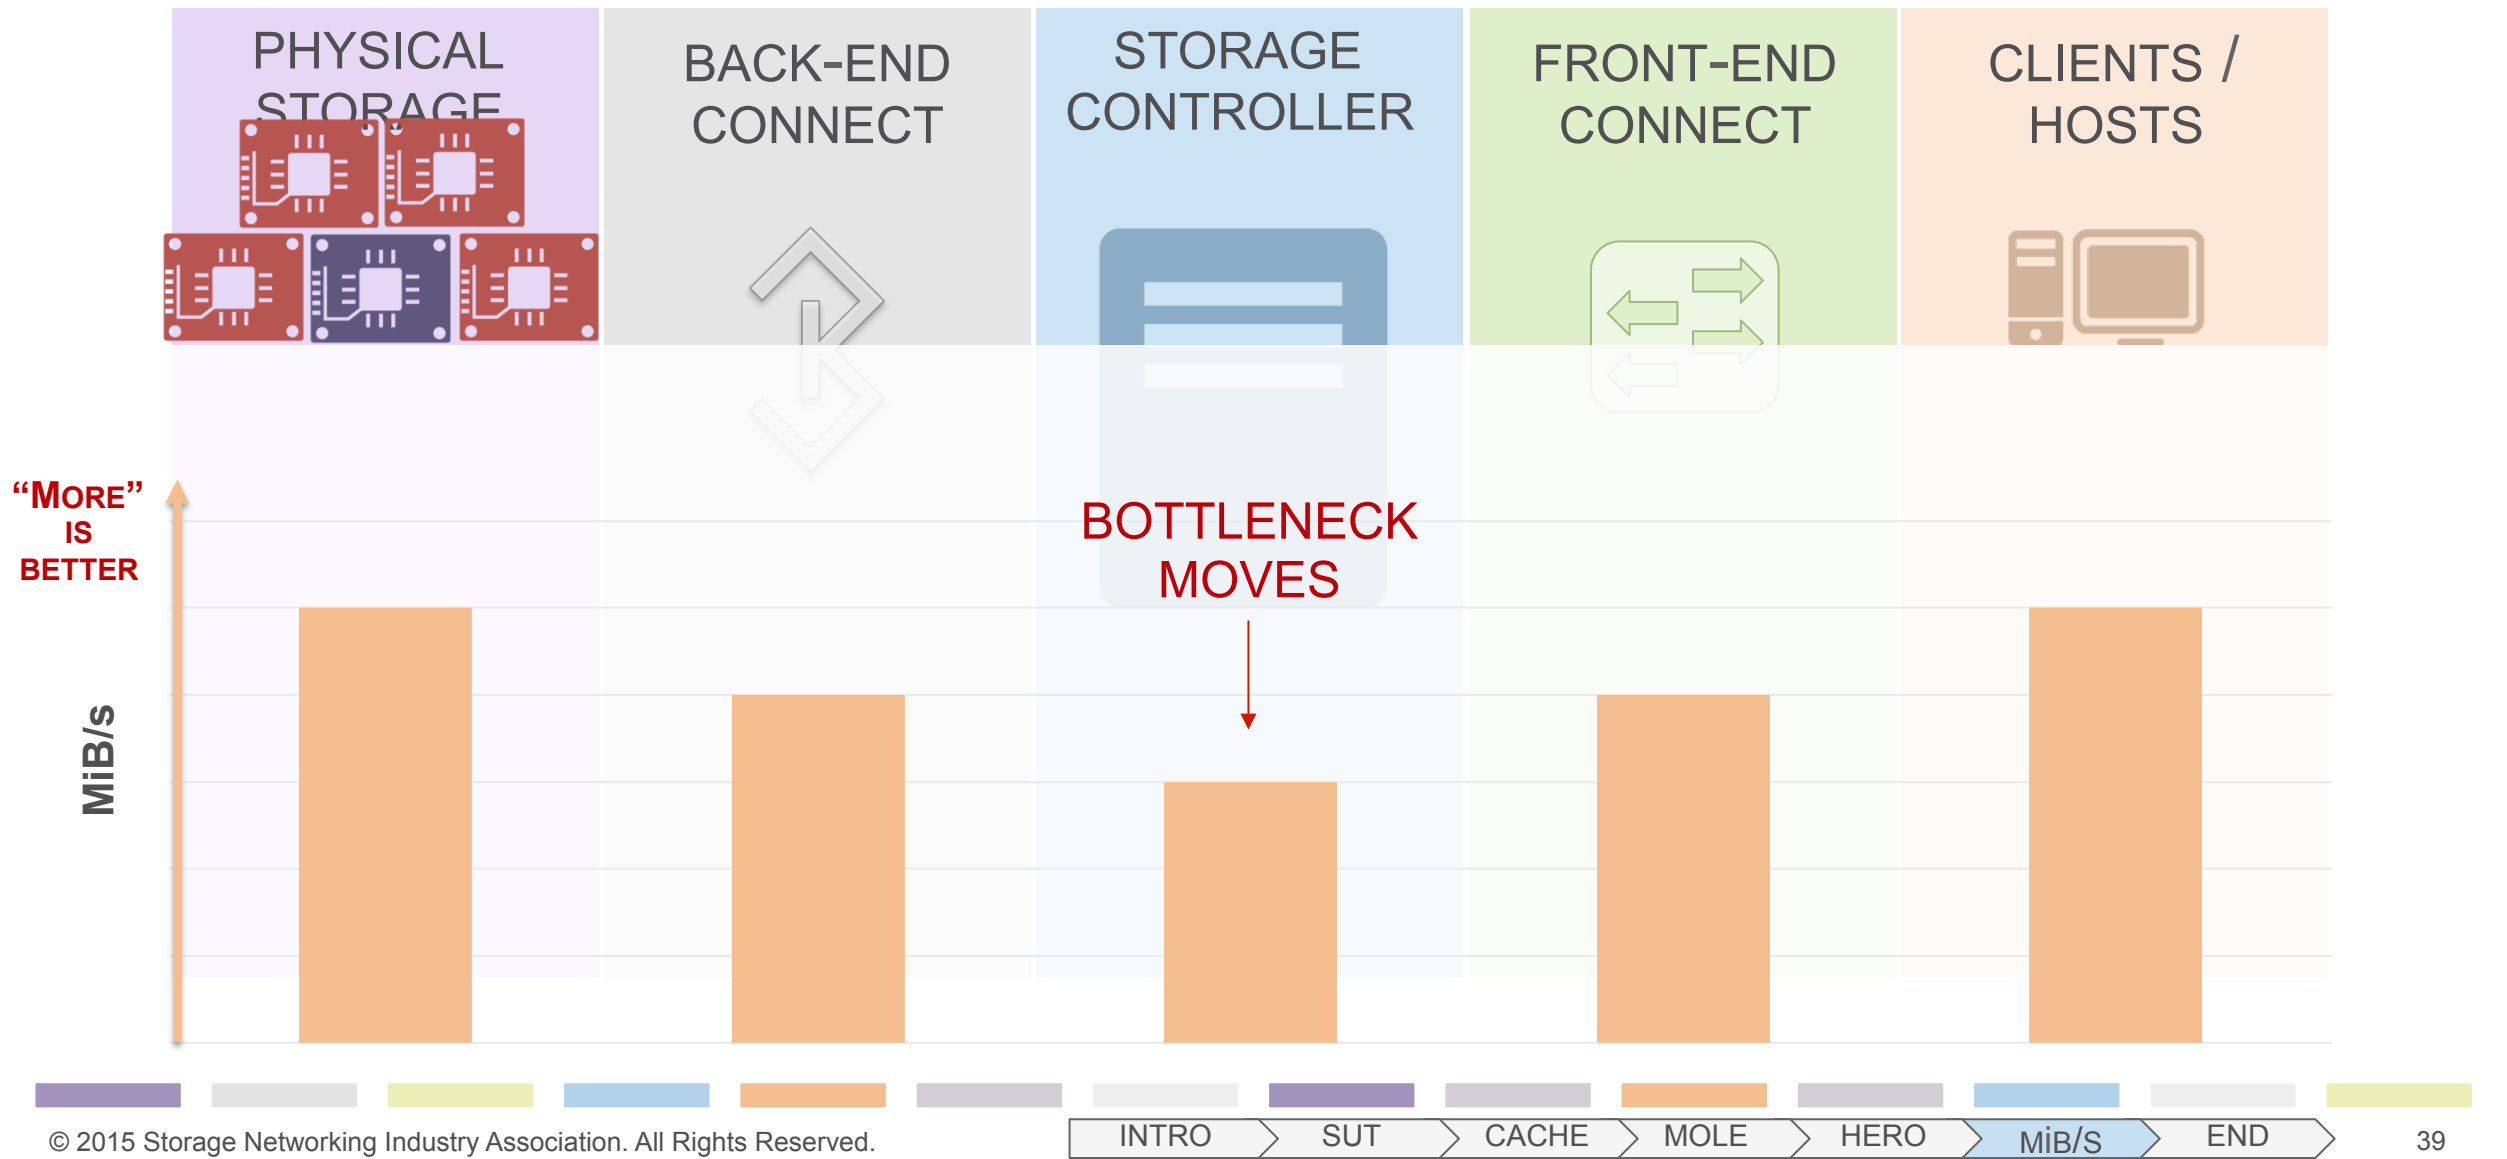 PHYSICAL
STORAGE
BACK-END
CONNECT
STORAGE
CONTROLLER
FRONT-END
CONNECT
CLIENTS /
HOSTS
“MORE”
IS
BETTER
BOTTLENECK
MOVES
MiB/s
© 2015 Storage Networking Industry Association. All Rights Reserved.
INTRO
SUT
CACHE
MOLE
HERO
MiB/S
END
39